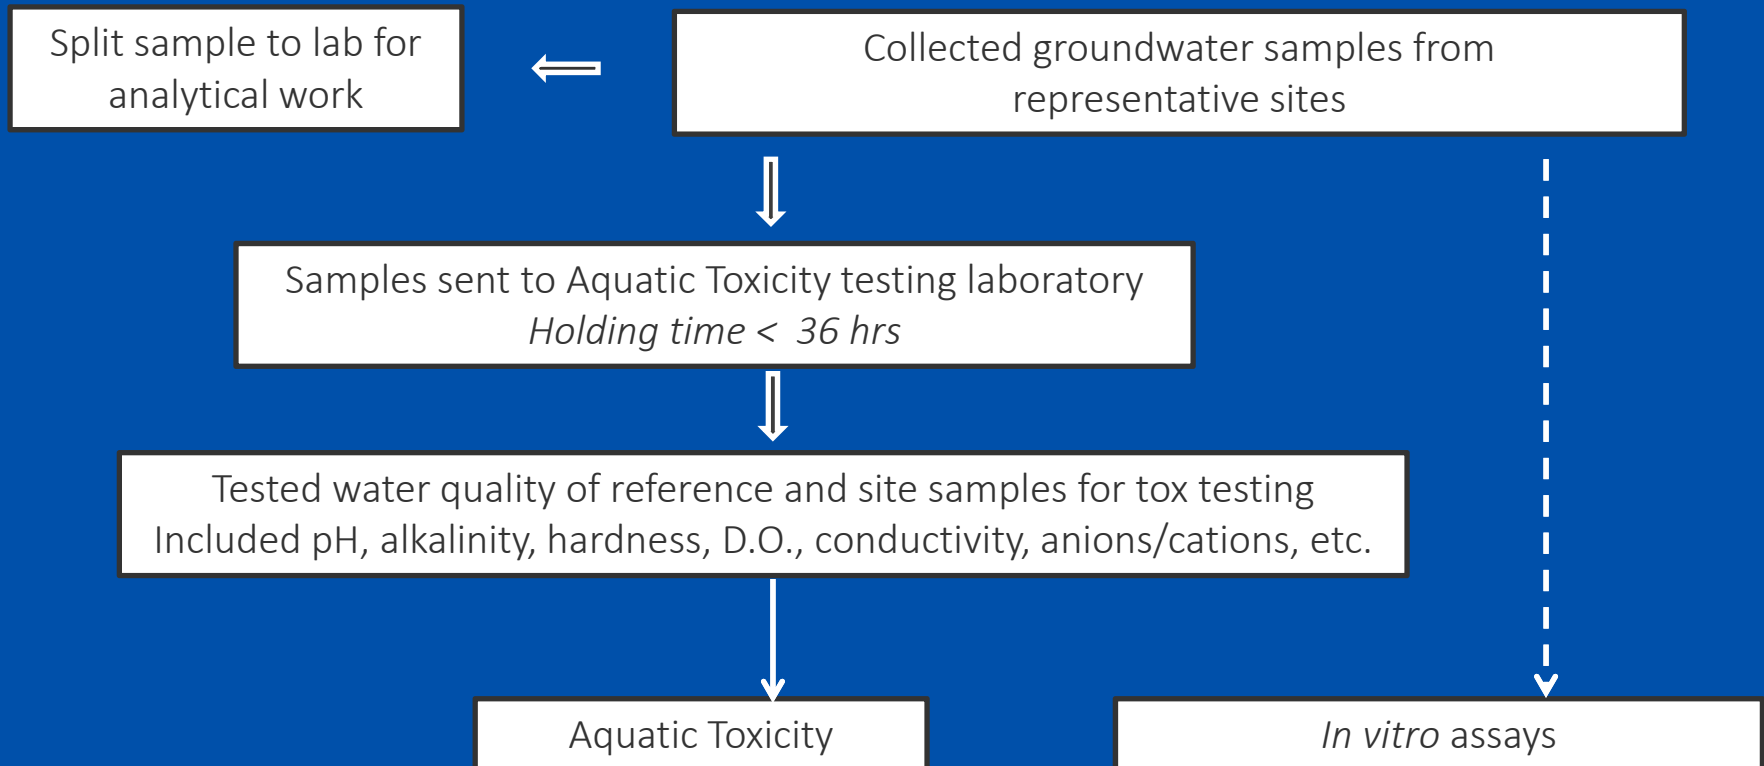 Split sample to lab for
analytical work
Collected groundwater samples from
representative sites
Samples sent to Aquatic Toxicity testing laboratory
Holding time <  36 hrs
Tested water quality of reference and site samples for tox testing
Included pH, alkalinity, hardness, D.O., conductivity, anions/cations, etc.
Aquatic Toxicity
In vitro assays